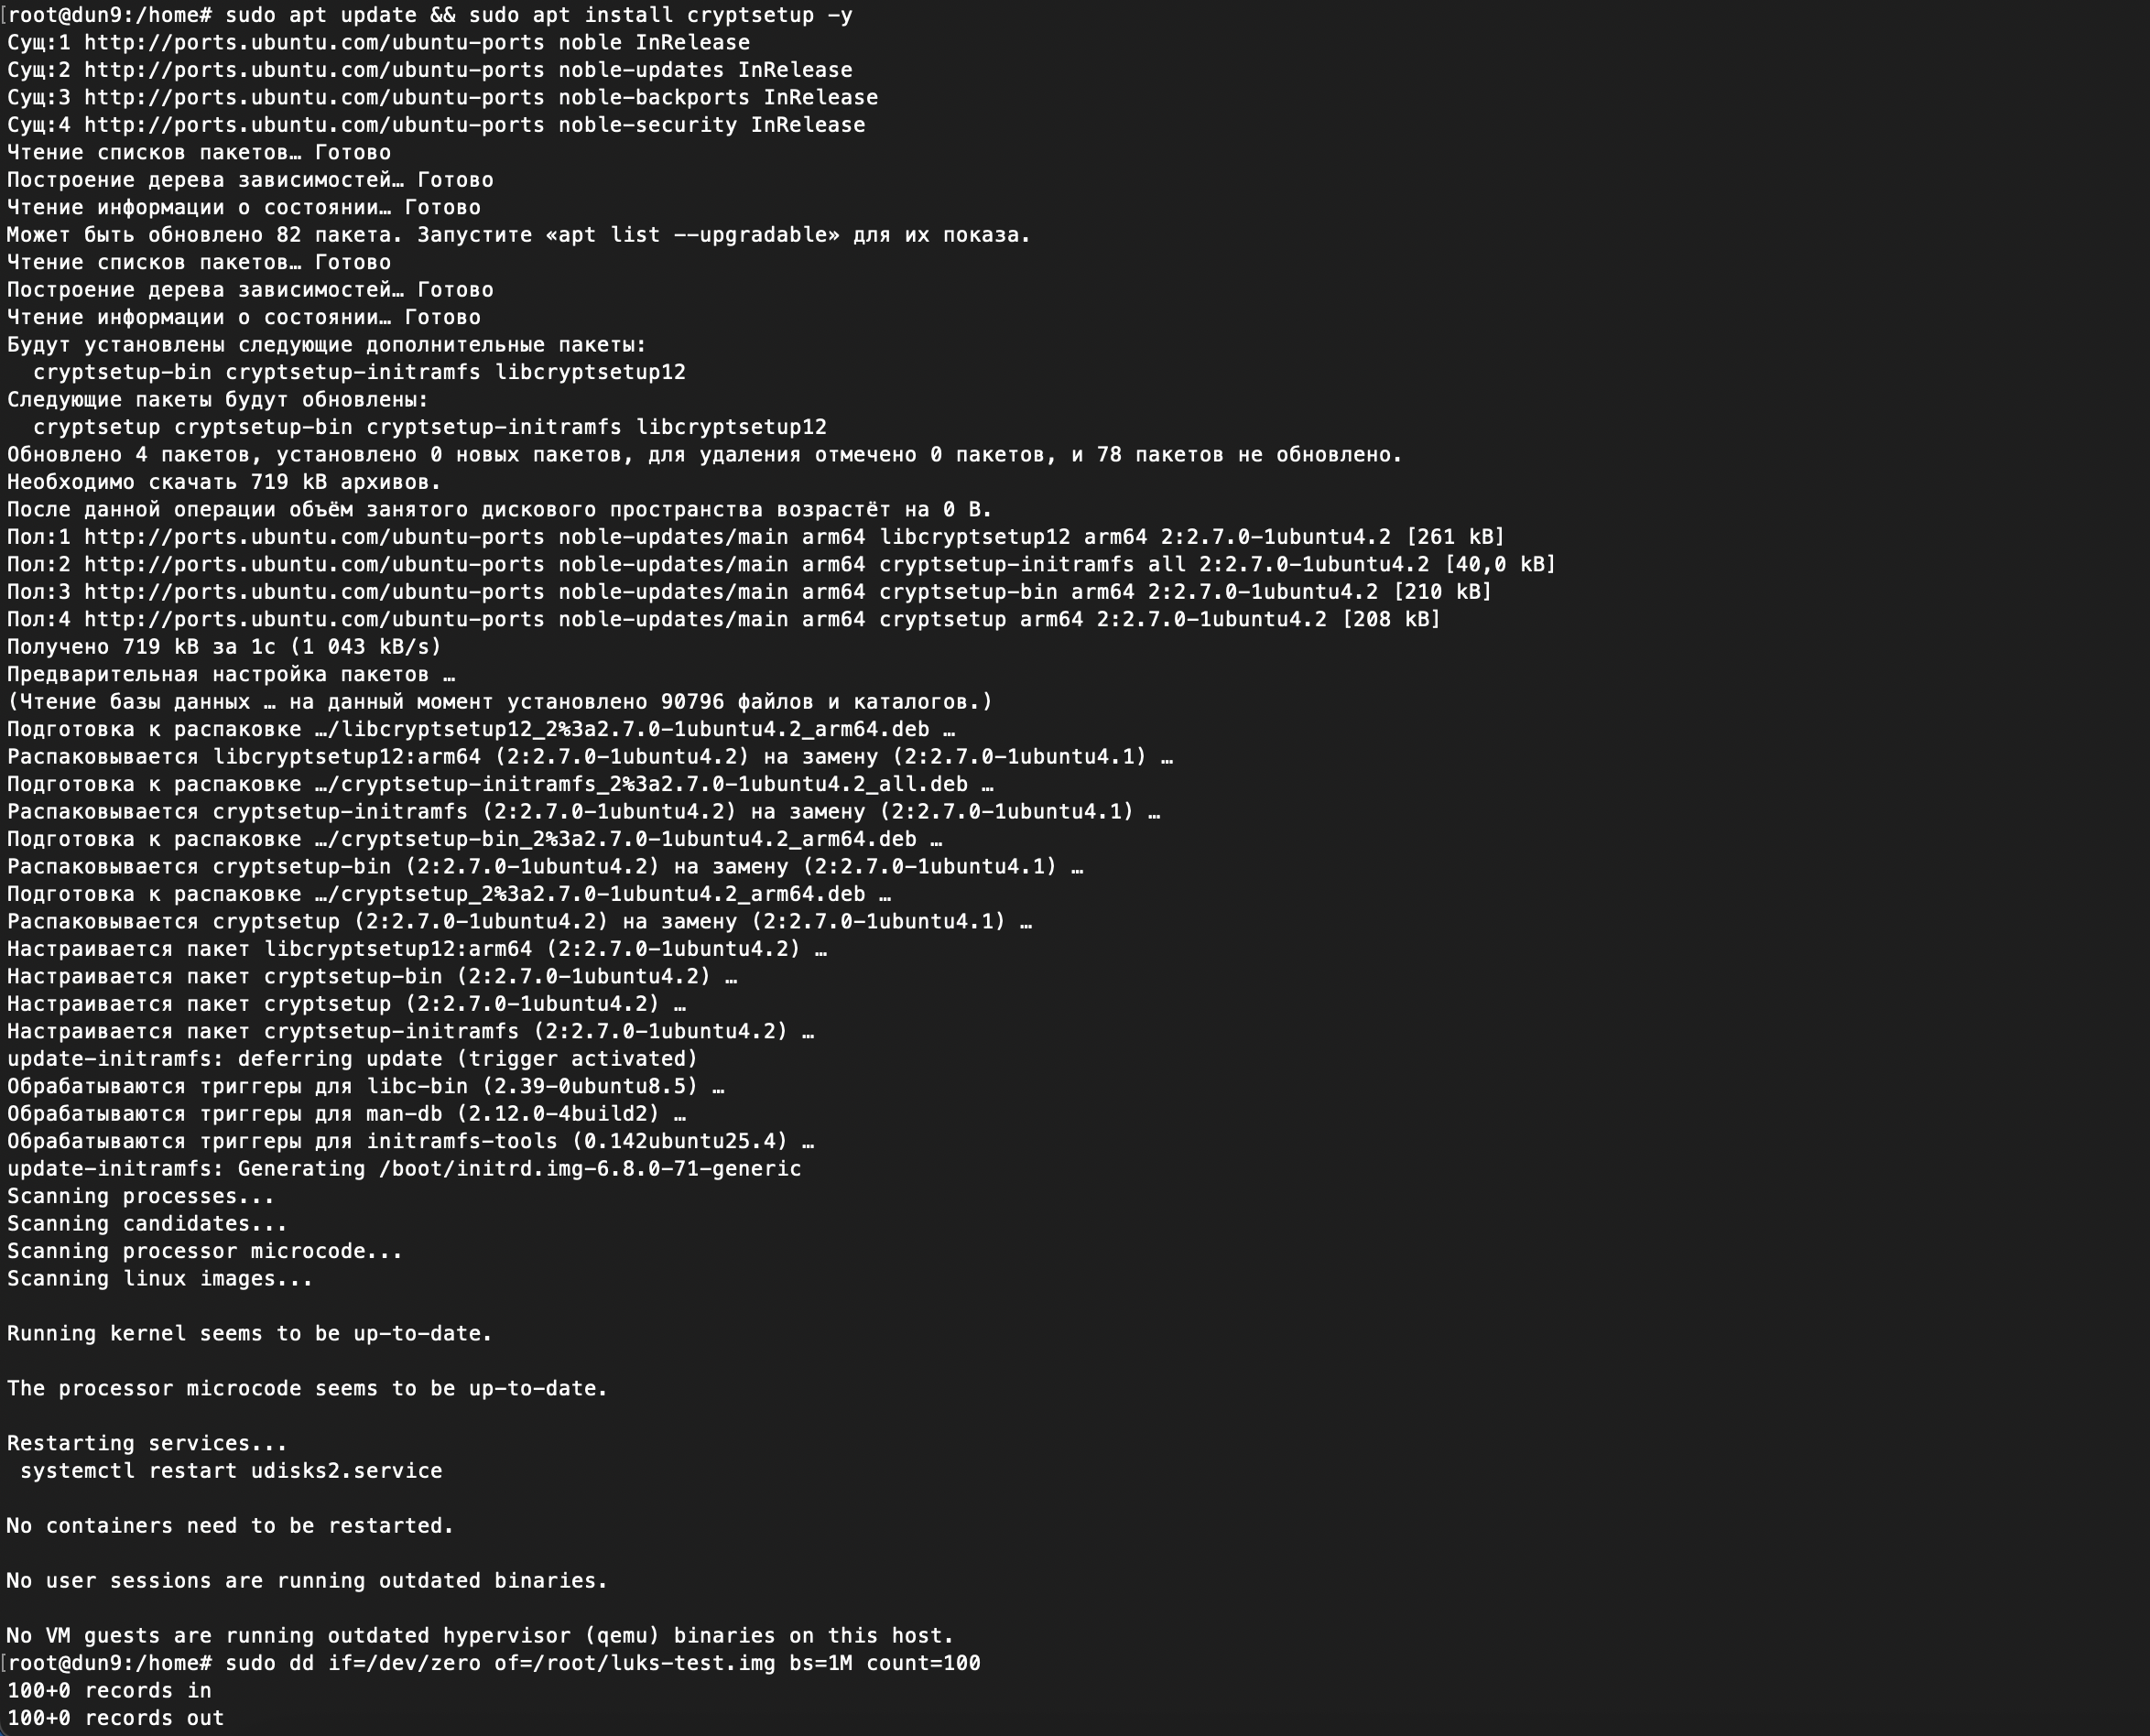 [root@dun9:/home# sudo apt update && sudo apt install cryptsetup -y
Сущ:1 http://ports.ubuntu.com/ubuntu-ports noble InRelease
Сущ:2 http://ports.ubuntu.com/ubuntu-ports noble-updates InRelease
Сущ:3 http://ports.ubuntu.com/ubuntu-ports noble-backports InRelease
Сущ:4 http://ports.ubuntu.com/ubuntu-ports noble-security InRelease
Чтение списков пакетов… Готово
Построение дерева зависимостей… Готово
Чтение информации о состоянии… Готово
Может быть обновлено 82 пакета. Запустите «apt list --upgradable» для их показа.
Чтение списков пакетов… Готово
Построение дерева зависимостей… Готово
Чтение информации о состоянии… Готово
Будут установлены следующие дополнительные пакеты:
  cryptsetup-bin cryptsetup-initramfs libcryptsetup12
Следующие пакеты будут обновлены:
  cryptsetup cryptsetup-bin cryptsetup-initramfs libcryptsetup12
Обновлено 4 пакетов, установлено 0 новых пакетов, для удаления отмечено 0 пакетов, и 78 пакетов не обновлено.
Необходимо скачать 719 kB архивов.
После данной операции объём занятого дискового пространства возрастёт на 0 B.
Пол:1 http://ports.ubuntu.com/ubuntu-ports noble-updates/main arm64 libcryptsetup12 arm64 2:2.7.0-1ubuntu4.2 [261 kB]
Пол:2 http://ports.ubuntu.com/ubuntu-ports noble-updates/main arm64 cryptsetup-initramfs all 2:2.7.0-1ubuntu4.2 [40,0 kB]
Пол:3 http://ports.ubuntu.com/ubuntu-ports noble-updates/main arm64 cryptsetup-bin arm64 2:2.7.0-1ubuntu4.2 [210 kB]
Пол:4 http://ports.ubuntu.com/ubuntu-ports noble-updates/main arm64 cryptsetup arm64 2:2.7.0-1ubuntu4.2 [208 kB]
Получено 719 kB за 1с (1 043 kB/s)
Предварительная настройка пакетов …
(Чтение базы данных … на данный момент установлено 90796 файлов и каталогов.)
Подготовка к распаковке …/libcryptsetup12_2%3a2.7.0-1ubuntu4.2_arm64.deb …
Распаковывается libcryptsetup12:arm64 (2:2.7.0-1ubuntu4.2) на замену (2:2.7.0-1ubuntu4.1) …
Подготовка к распаковке …/cryptsetup-initramfs_2%3a2.7.0-1ubuntu4.2_all.deb …
Распаковывается cryptsetup-initramfs (2:2.7.0-1ubuntu4.2) на замену (2:2.7.0-1ubuntu4.1) …
Подготовка к распаковке …/cryptsetup-bin_2%3a2.7.0-1ubuntu4.2_arm64.deb …
Распаковывается cryptsetup-bin (2:2.7.0-1ubuntu4.2) на замену (2:2.7.0-1ubuntu4.1) …
Подготовка к распаковке …/cryptsetup_2%3a2.7.0-1ubuntu4.2_arm64.deb …
Распаковывается cryptsetup (2:2.7.0-1ubuntu4.2) на замену (2:2.7.0-1ubuntu4.1) …
Настраивается пакет libcryptsetup12:arm64 (2:2.7.0-1ubuntu4.2) …
Настраивается пакет cryptsetup-bin (2:2.7.0-1ubuntu4.2) …
Настраивается пакет cryptsetup (2:2.7.0-1ubuntu4.2) …
Настраивается пакет cryptsetup-initramfs (2:2.7.0-1ubuntu4.2) …
update-initramfs: deferring update (trigger activated)
Обрабатываются триггеры для libc-bin (2.39-0ubuntu8.5) …
Обрабатываются триггеры для man-db (2.12.0-4build2) …
Обрабатываются триггеры для initramfs-tools (0.142ubuntu25.4) …
update-initramfs: Generating /boot/initrd.img-6.8.0-71-generic
Scanning processes...
Scanning candidates...
Scanning processor microcode...
Scanning linux images...

Running kernel seems to be up-to-date.

The processor microcode seems to be up-to-date.

Restarting services...
 systemctl restart udisks2.service

No containers need to be restarted.

No user sessions are running outdated binaries.

No VM guests are running outdated hypervisor (qemu) binaries on this host.
[root@dun9:/home# sudo dd if=/dev/zero of=/root/luks-test.img bs=1M count=100
100+0 records in
100+0 records out